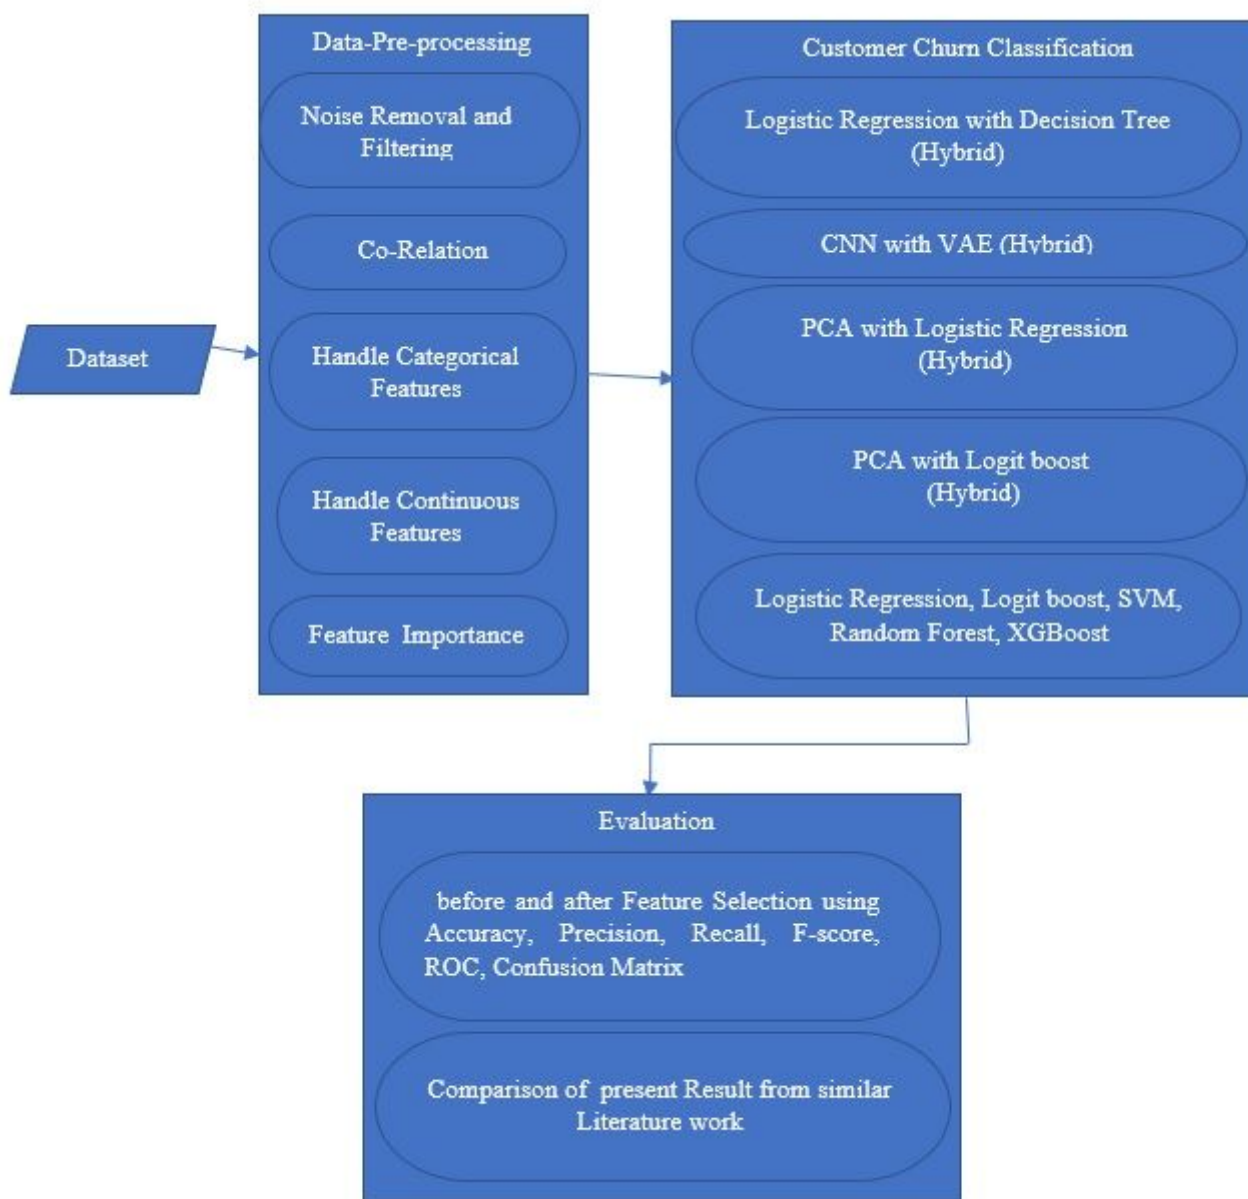 Dataset
Data-Pre-processing
Noise Removal and
Filtering
Co-Relation
Handle Categorical
Features
Handle Continuous
Features
Feature Importance
Customer Churn Classification
Logistic Regression with Decision Tree
(Hybrid)
CNN with VAE (Hybrid)
PCA with Logistic Regression
(Hybrid)
PCA with Logit boost
(Hybrid)
Logistic Regression, Logit boost, SVM,
Random Forest, XGBoost
Evaluation
before and after Feature Selection using
Accuracy, Precision, Recall, F-score,
ROC, Confusion Matrix
Comparison of present Result from similar
Literature work